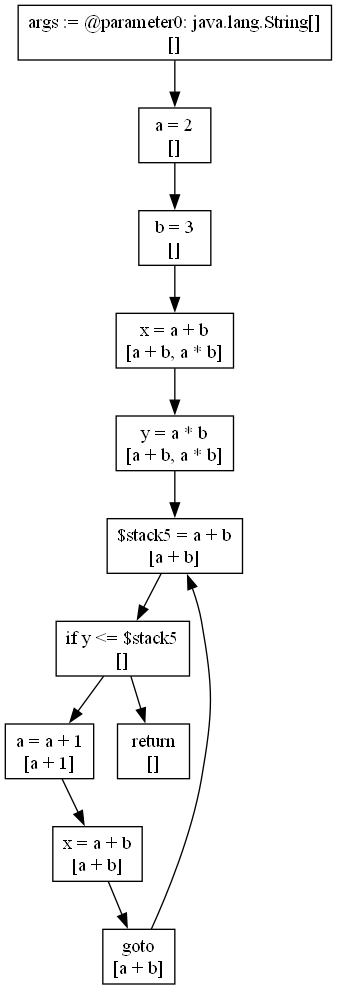 args := @parameter0: java.lang.String[]
[]
a = 2
[]
b = 3
[]
x = a + b
[a + b, a * b]
y = a * b
[a + b, a * b]
$stack5 = a + b
[a + b]
if y <= $stack5
[]
a = a + 1
[a + 1]
return
[]
x = a + b
[a + b]
goto
[a + b]